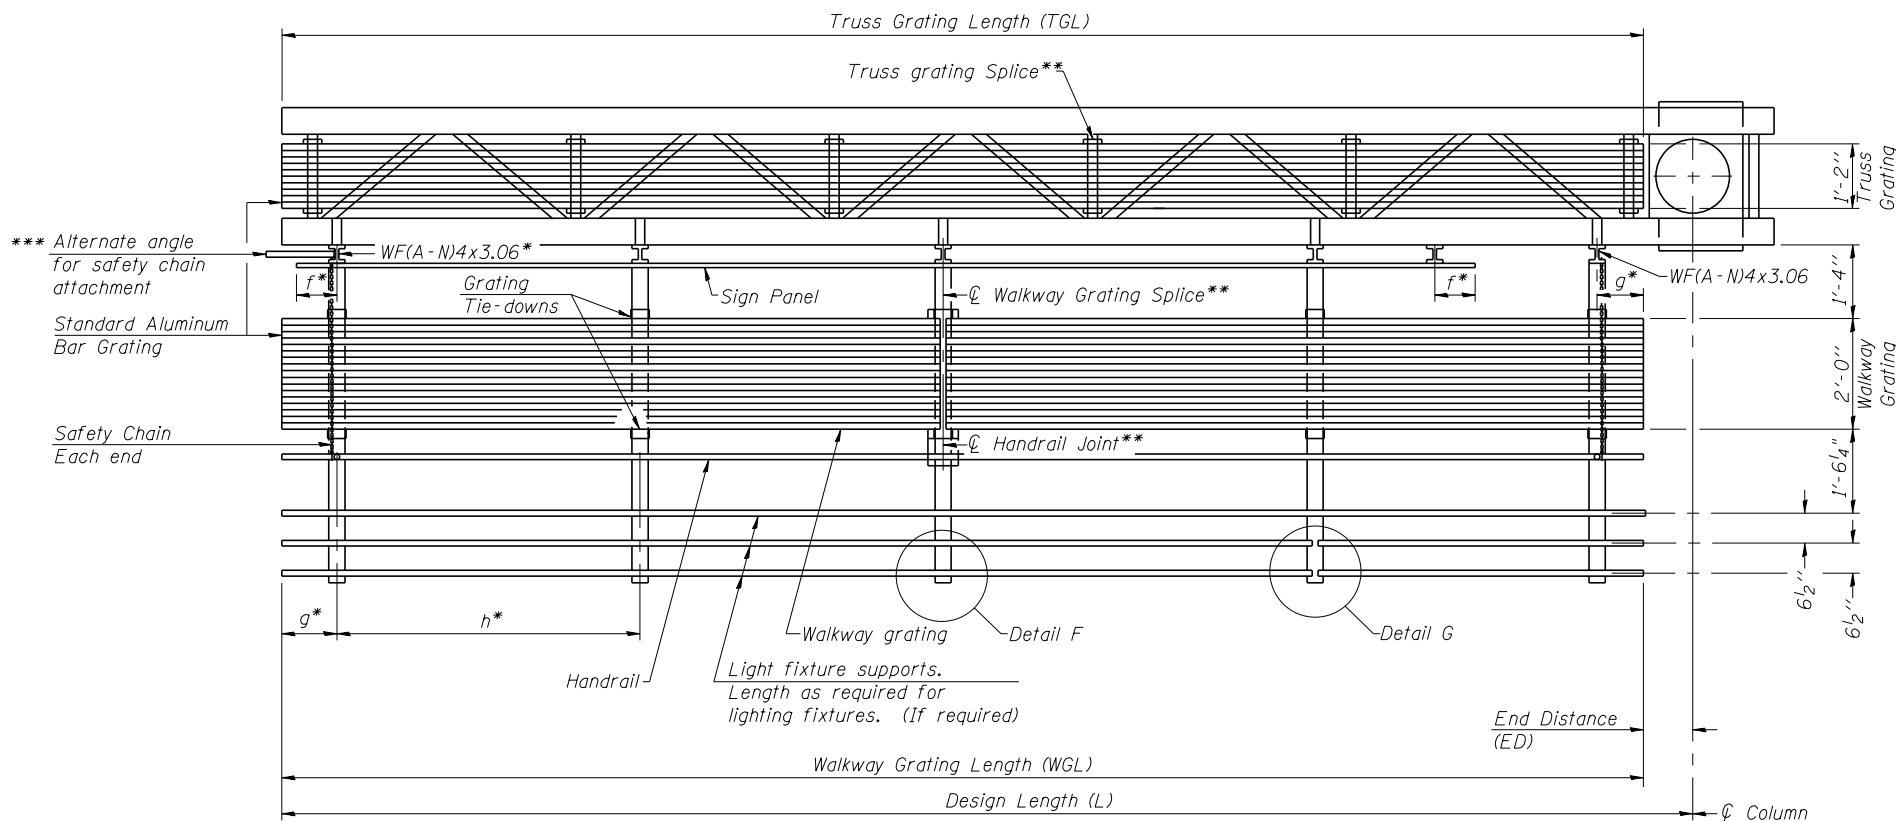 Truss Grating Length (TGL)
Truss grating Splice**
1'-2"
Truss
Grating
*** Alternate angle
for safety chain
attachment
WF(A-N)4x3.06*
WF(A-N)4x3.06
f*
Sign Panel
f*
g*
Grating
Tie-downs
℄ Walkway Grating Splice**
1'-4"
Standard Aluminum
Bar Grating
2'-0"
Walkway
Grating
Safety Chain
Each end
℄ Handrail Joint**
1'-6¼"
6½"
6½"
g*
h*
Walkway grating
Detail F
Detail G
Handrail
Light fixture supports.
Length as required for
lighting fixtures. (If required)
End Distance
(ED)
Walkway Grating Length (WGL)
Design Length (L)
℄ Column